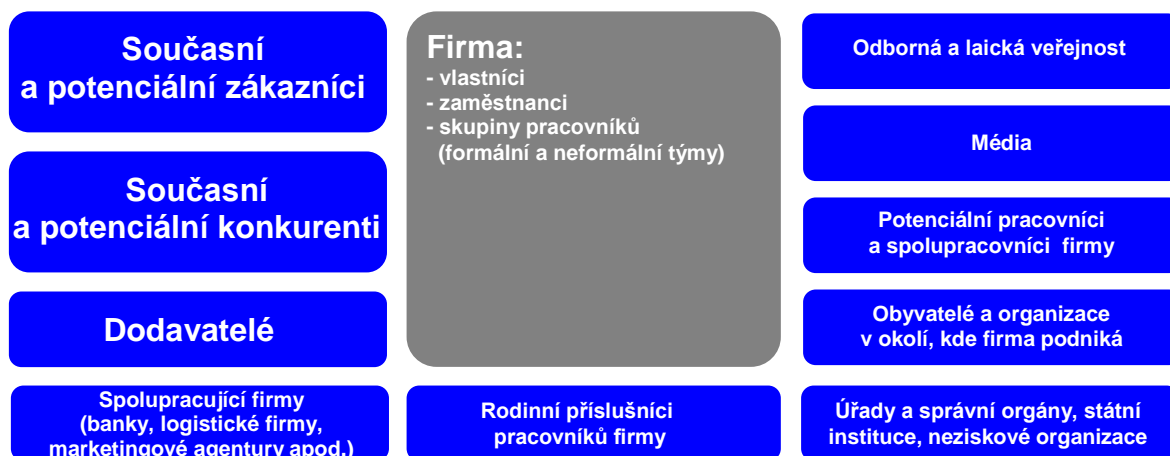 Současní
a potenciální zákazníci
Současní
a potenciální konkurenti
Dodavatelé
Spolupracující firmy
(banky, logistické firmy,
marketingové agentury apod.)
Firma:
- vlastníci
- zaměstnanci
- skupiny pracovníků
(formální a neformální týmy)
Rodinní příslušníci
pracovníků firmy
Odborná a laická veřejnost
Média
Potenciální pracovníci
a spolupracovníci firmy
Obyvatelé a organizace
v okolí, kde firma podniká
Úřady a správní orgány, státní
instituce, neziskové organizace